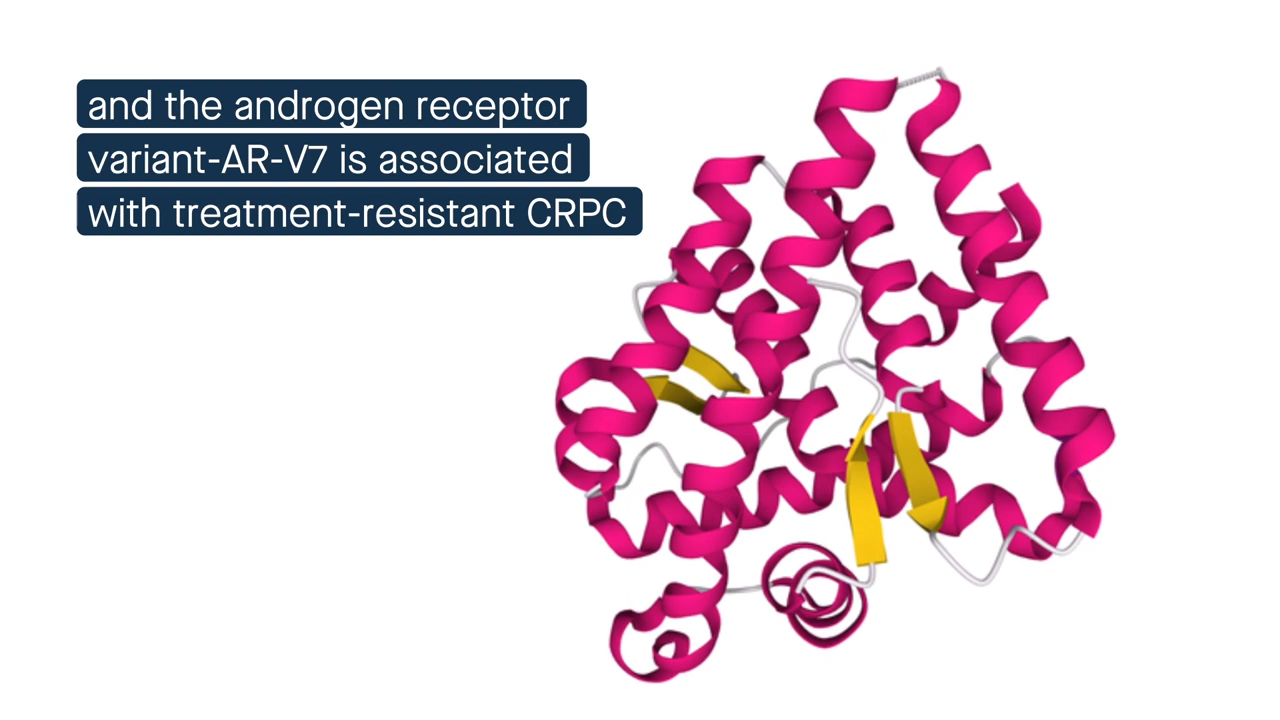 and the androgen receptor
variant-AR-V7 is associated
with treatment-resistant CRPC